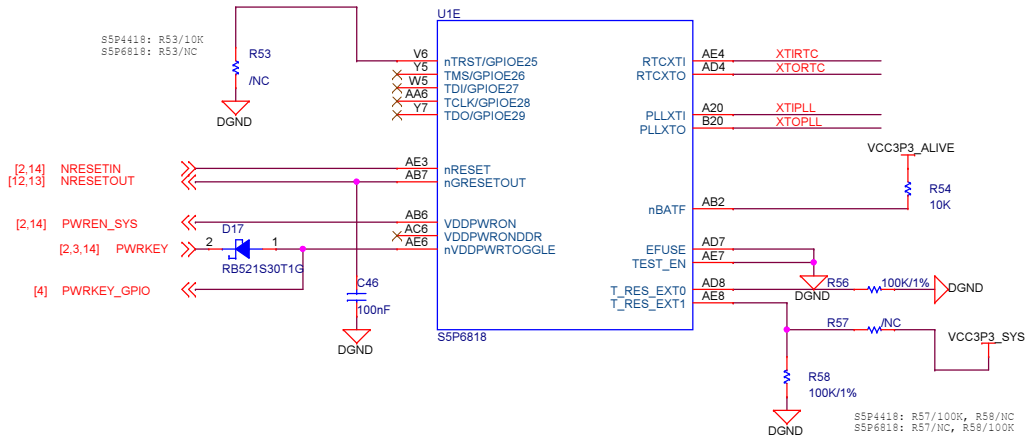 U1E
S5P4418: R53/10K
S5P6818: R53/NC
R53
/NC
DGND
V6 nTRST/GPIOE25
Y5 TMS/GPIOE26
W5 TDI/GPIOE27
AA6 TCLK/GPIOE28
Y7 TDO/GPIOE29
RTCXTI AE4 XTIRTC
RTCXTO AD4 XTORTC
PLLXTI A20 XTIPLL
PLLXTO B20 XTOPLL
VCC3P3_ALIVE
R54
10K
[2,14] NRESETIN AE3 nRESET
[12,13] NRESETOUT AB7 nGRESETOUT
nBATF AB2
[2,14] PWREN_SYS AB6 VDDPWRON
AC6 VDDPWRONDDR
D17
[2,3,14] PWRKEY 2 1 AE6 nVDDPWRTOGGLE
RB521S30T1G
EFUSE AD7
TEST_EN AE7
DGND
[4] PWRKEY_GPIO
C46
100nF
DGND
T_RES_EXT0 AD8 R56 100K/1% DGND
T_RES_EXT1 AE8
R57 /NC
VCC3P3_SYS
S5P6818
R58
100K/1%
DGND
S5P4418: R57/100K, R58/NC
S5P6818: R57/NC, R58/100K